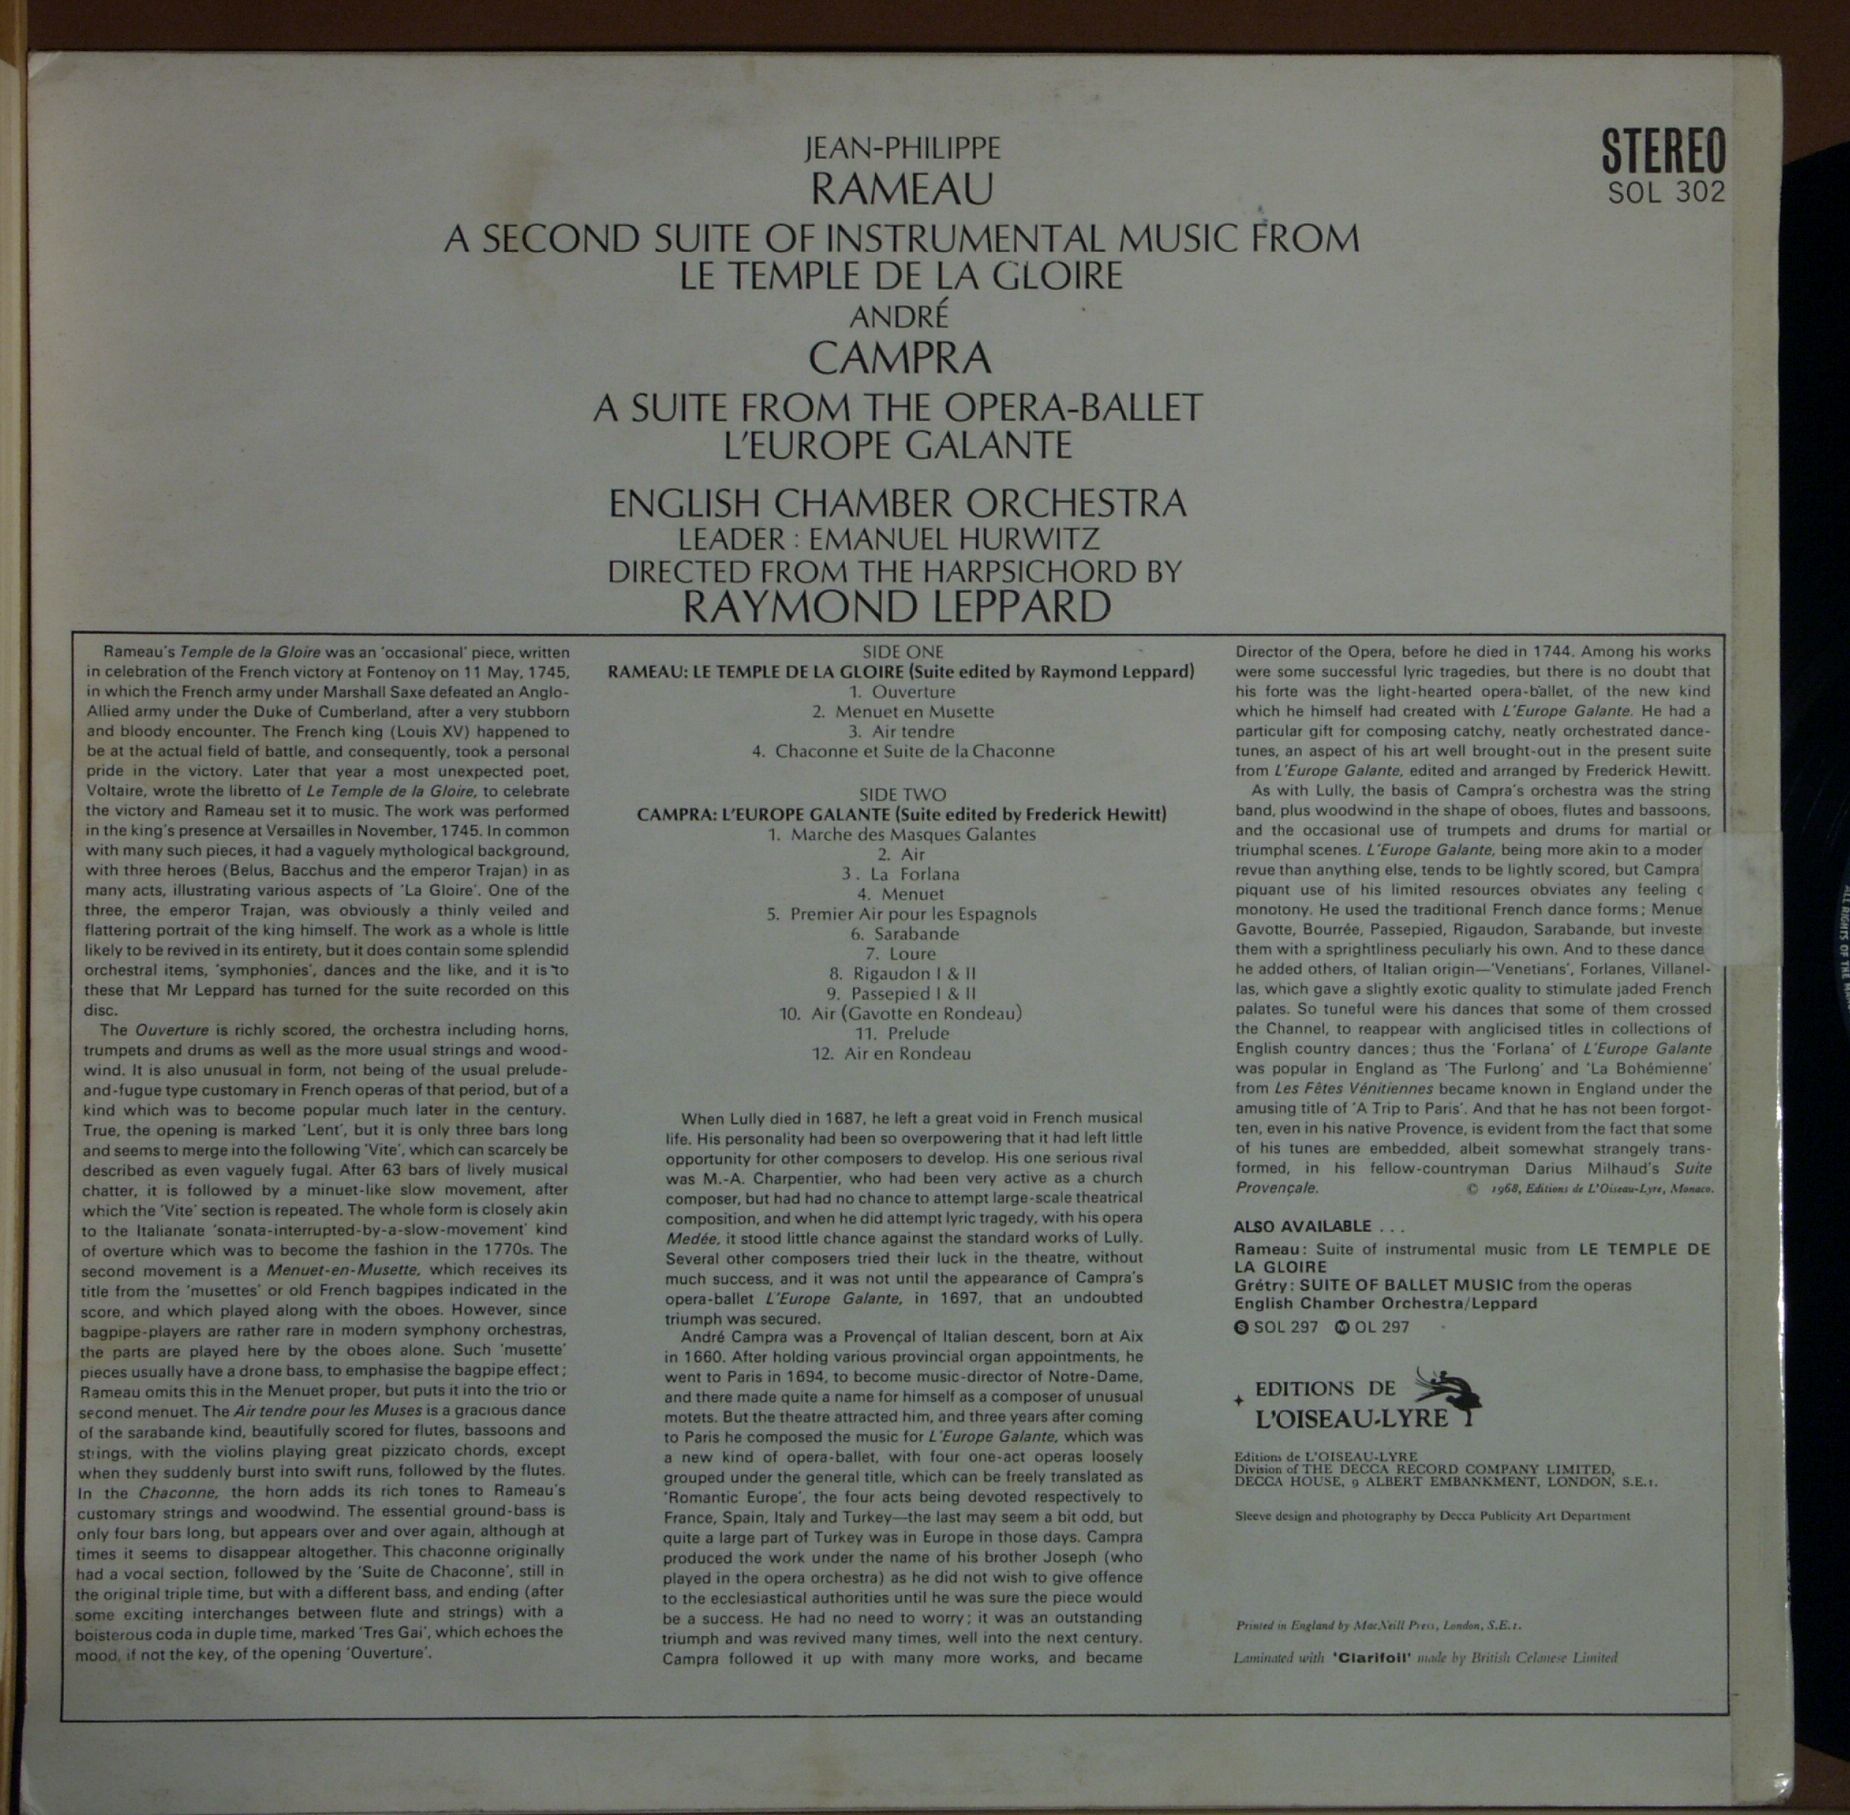 JEAN-PHILIPPE
RAMEAU
A SECOND SUITE OF INSTRUMENTAL MUSIC FROM
LE TEMPLE DE LA GLOIRE
ANDRÉ
CAMPRA
A SUITE FROM THE OPERA-BALLET
L'EUROPE GALANTE
ENGLISH CHAMBER ORCHESTRA
LEADER : EMANUEL HURWITZ
DIRECTED FROM THE HARPSICHORD BY
RAYMOND LEPPARD
STEREO
SOL 302
Rameau's Temple de la Gloire was an 'occasional' piece, written
in celebration of the French victory at Fontenoy on 11 May, 1745,
in which the French army under Marshall Saxe defeated an Anglo-
Allied army under the Duke of Cumberland, after a very stubborn
and bloody encounter. The French king (Louis XV) happened to
be at the actual field of battle, and consequently, took a personal
pride in the victory. Later that year a most unexpected poet,
Voltaire, wrote the libretto of Le Temple de la Gloire, to celebrate
the victory and Rameau set it to music. The work was performed
in the king's presence at Versailles in November, 1745. In common
with many such pieces, it had a vaguely mythological background,
with three heroes (Belus, Bacchus and the emperor Trajan) in as
many acts, illustrating various aspects of 'La Gloire'. One of the
three, the emperor Trajan, was obviously a thinly veiled and
flattering portrait of the king himself. The work as a whole is little
likely to be revived in its entirety, but it does contain some splendid
orchestral items, 'symphonies', dances and the like, and it is to
these that Mr Leppard has turned for the suite recorded on this
disc.
The Ouverture is richly scored, the orchestra including horns,
trumpets and drums as well as the more usual strings and wood-
wind. It is also unusual in form, not being of the usual prelude-
and-fugue type customary in French operas of that period, but of a
kind which was to become popular much later in the century.
True, the opening is marked 'Lent', but it is only three bars long
and seems to merge into the following 'Vite', which can scarcely be
described as even vaguely fugal. After 63 bars of lively musical
chatter, it is followed by a minuet-like slow movement, after
which the 'Vite' section is repeated. The whole form is closely akin
to the Italianate 'sonata-interrupted-by-a-slow-movement' kind
of overture which was to become the fashion in the 1770s. The
second movement is a Menuet-en-Musette, which receives its
title from the 'musettes' or old French bagpipes indicated in the
score, and which played along with the oboes. However, since
bagpipe-players are rather rare in modern symphony orchestras,
the parts are played here by the oboes alone. Such 'musette'
pieces usually have a drone bass, to emphasise the bagpipe effect;
Rameau omits this in the Menuet proper, but puts it into the trio or
second menuet. The Air tendre pour les Muses is a gracious dance
of the sarabande kind, beautifully scored for flutes, bassoons and
strings, with the violins playing great pizzicato chords, except
when they suddenly burst into swift runs, followed by the flutes.
In the Chaconne, the horn adds its rich tones to Rameau's
customary strings and woodwind. The essential ground-bass is
only four bars long, but appears over and over again, although at
times it seems to disappear altogether. This chaconne originally
had a vocal section, followed by the 'Suite de Chaconne', still in
the original triple time, but with a different bass, and ending (after
some exciting interchanges between flute and strings) with a
boisterous coda in duple time, marked 'Tres Gai', which echoes the
mood, if not the key, of the opening 'Ouverture'.
SIDE ONE
RAMEAU: LE TEMPLE DE LA GLOIRE (Suite edited by Raymond Leppard)
1. Ouverture
2. Menuet en Musette
3. Air tendre
4. Chaconne et Suite de la Chaconne
SIDE TWO
CAMPRA: L'EUROPE GALANTE (Suite edited by Frederick Hewitt)
1. Marche des Masques Galantes
2. Air
3. La Forlana
4. Menuet
5. Premier Air pour les Espagnols
6. Sarabande
7. Loure
8. Rigaudon I & II
9. Passepied I & II
10. Air (Gavotte en Rondeau)
11. Prelude
12. Air en Rondeau
When Lully died in 1687, he left a great void in French musical
life. His personality had been so overpowering that it had left little
opportunity for other composers to develop. His one serious rival
was M.-A. Charpentier, who had been very active as a church
composer, but had had no chance to attempt large-scale theatrical
composition, and when he did attempt lyric tragedy, with his opera
Medée, it stood little chance against the standard works of Lully.
Several other composers tried their luck in the theatre, without
much success, and it was not until the appearance of Campra's
opera-ballet L'Europe Galante, in 1697, that an undoubted
triumph was secured.
André Campra was a Provençal of Italian descent, born at Aix
in 1660. After holding various provincial organ appointments, he
went to Paris in 1694, to become music-director of Notre-Dame,
and there made quite a name for himself as a composer of unusual
motets. But the theatre attracted him, and three years after coming
to Paris he composed the music for L'Europe Galante, which was
a new kind of opera-ballet, with four one-act operas loosely
grouped under the general title, which can be freely translated as
'Romantic Europe', the four acts being devoted respectively to
France, Spain, Italy and Turkey—the last may seem a bit odd, but
quite a large part of Turkey was in Europe in those days. Campra
produced the work under the name of his brother Joseph (who
played in the opera orchestra) as he did not wish to give offence
to the ecclesiastical authorities until he was sure the piece would
be a success. He had no need to worry; it was an outstanding
triumph and was revived many times, well into the next century.
Campra followed it up with many more works, and became
Director of the Opera, before he died in 1744. Among his works
were some successful lyric tragedies, but there is no doubt that
his forte was the light-hearted opera-ballet, of the new kind
which he himself had created with L'Europe Galante. He had a
particular gift for composing catchy, neatly orchestrated dance-
tunes, an aspect of his art well brought-out in the present suite
from L'Europe Galante, edited and arranged by Frederick Hewitt.
As with Lully, the basis of Campra's orchestra was the string
band, plus woodwind in the shape of oboes, flutes and bassoons,
and the occasional use of trumpets and drums for martial or
triumphal scenes. L'Europe Galante, being more akin to a moder
revue than anything else, tends to be lightly scored, but Campra
piquant use of his limited resources obviates any feeling
monotony. He used the traditional French dance forms; Menue
Gavotte, Bourrée, Passepied, Rigaudon, Sarabande, but investe
them with a sprightliness peculiarly his own. And to these dance
he added others, of Italian origin—'Venetians', Forlanes, Villanel-
las, which gave a slightly exotic quality to stimulate jaded French
palates. So tuneful were his dances that some of them crossed
the Channel, to reappear with anglicised titles in collections of
English country dances; thus the 'Forlana' of L'Europe Galante
was popular in England as 'The Furlong' and 'La Bohémienne'
from Les Fêtes Vénitiennes became known in England under the
amusing title of 'A Trip to Paris'. And that he has not been forgot-
ten, even in his native Provence, is evident from the fact that some
of his tunes are embedded, albeit somewhat strangely trans-
formed, in his fellow-countryman Darius Milhaud's Suite
Provençale. © 1968, Editions de L'Oiseau-Lyre, Monaco.
ALSO AVAILABLE . . .
Rameau: Suite of instrumental music from LE TEMPLE DE
LA GLOIRE
Grétry: SUITE OF BALLET MUSIC from the operas
English Chamber Orchestra/Leppard
S SOL 297 M OL 297
EDITIONS DE
L'OISEAU-LYRE
Editions de L'OISEAU-LYRE
Division of THE DECCA RECORD COMPANY LIMITED,
DECCA HOUSE, 9 ALBERT EMBANKMENT, LONDON, S.E.1.
Sleeve design and photography by Decca Publicity Art Department
Printed in England by MacNeill Press, London, S.E.1.
Laminated with 'Clarifoil' made by British Celanese Limited
ALL RIGHTS OF THE